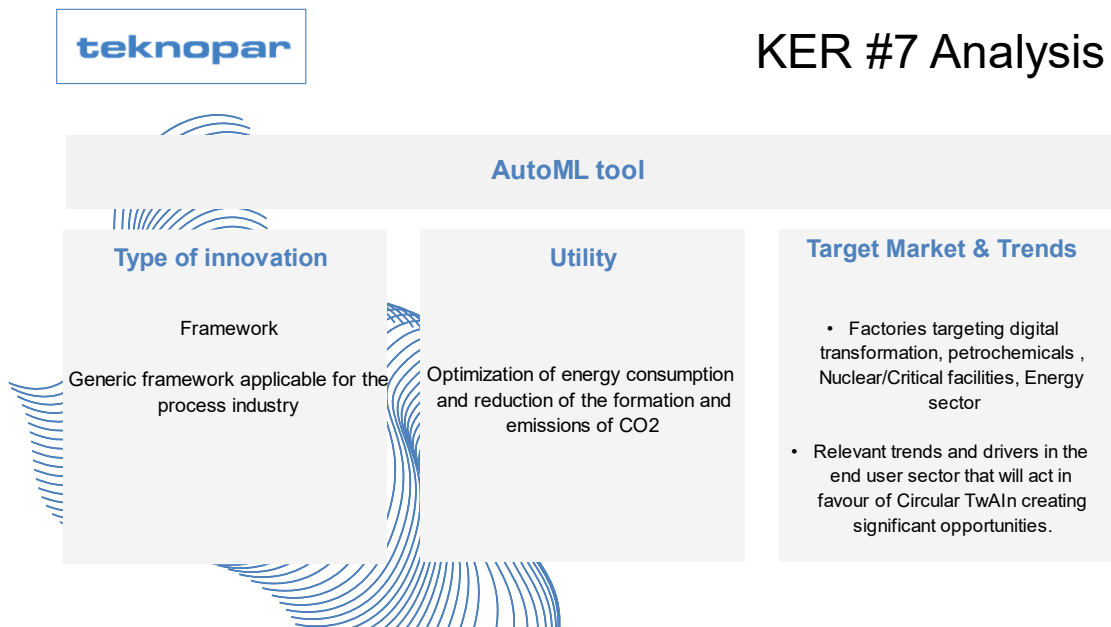 teknopar
KER #7 Analysis
AutoML tool
Type of innovation
Framework
Generic framework applicable for the
process industry
Utility
Optimization of energy consumption
and reduction of the formation and
emissions of CO2
Target Market & Trends
• Factories targeting digital
transformation, petrochemicals ,
Nuclear/Critical facilities, Energy
sector
• Relevant trends and drivers in the
end user sector that will act in
favour of Circular TwAIn creating
significant opportunities.